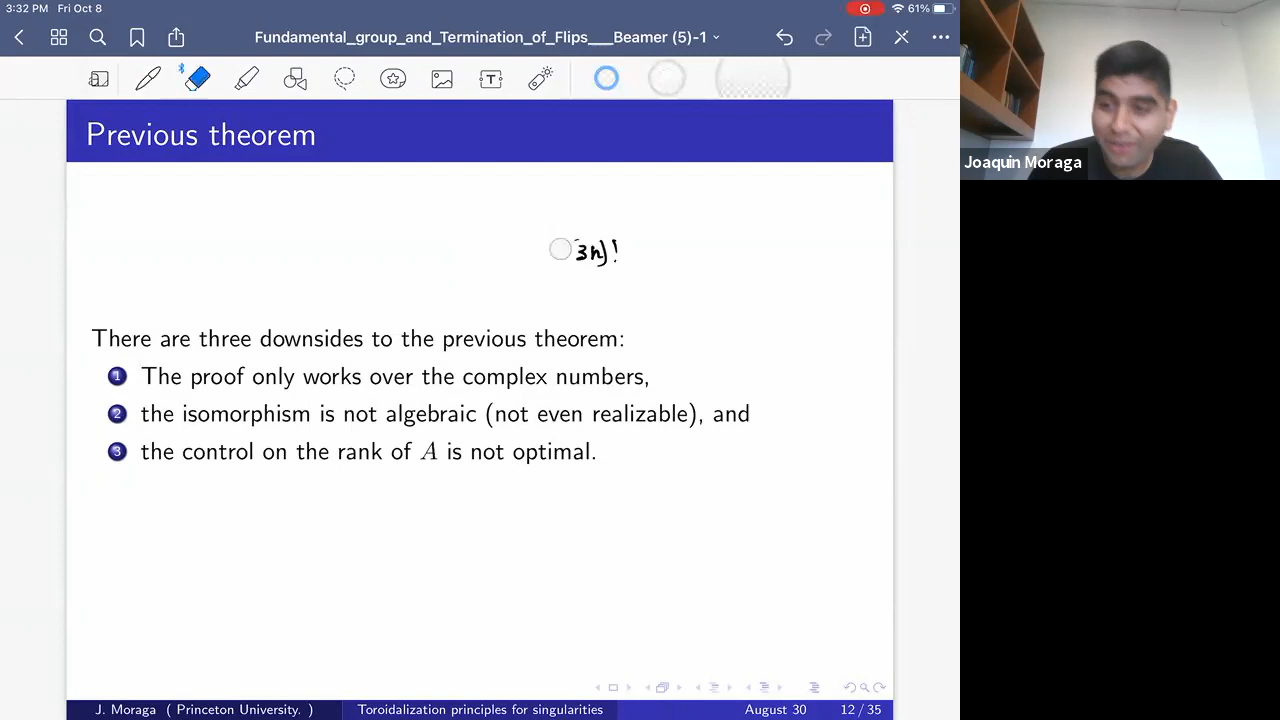 3:32 PM Fri Oct 8
61%
Fundamental_group_and_Termination_of_Flips___Beamer (5)-1
Previous theorem
Joaquin Moraga
3n)!
There are three downsides to the previous theorem:
1 The proof only works over the complex numbers,
2 the isomorphism is not algebraic (not even realizable), and
3 the control on the rank of A is not optimal.
J. Moraga ( Princeton University. ) Toroidalization principles for singularities August 30 12 / 35